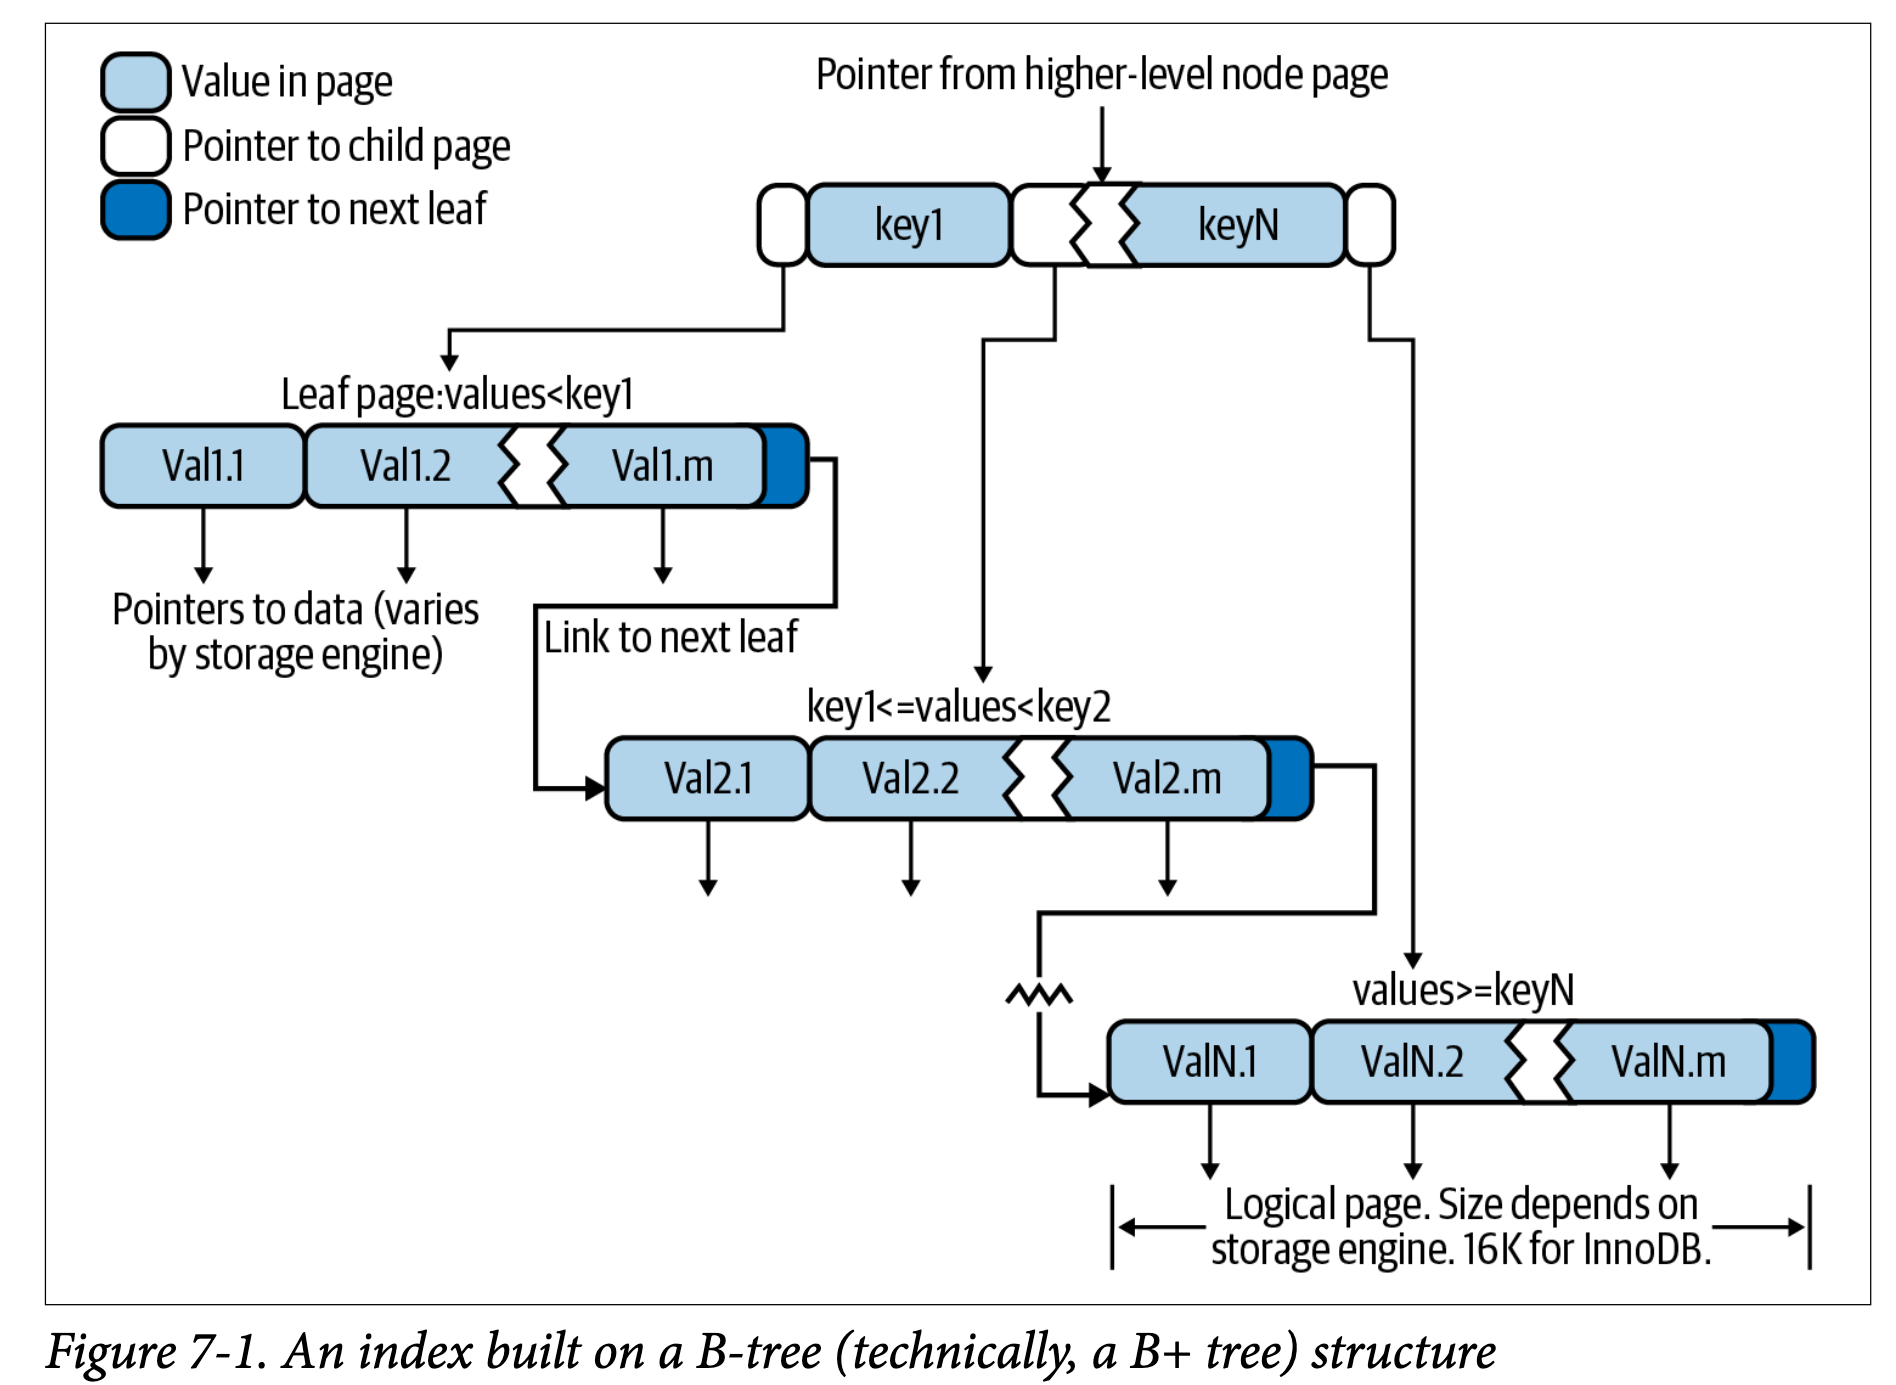 Value in page
Pointer to child page
Pointer to next leaf
Pointer from higher-level node page
key1
keyN
Leaf page:values<key1
Val1.1
Val1.2
Val1.m
Pointers to data (varies
by storage engine)
Link to next leaf
key1<=values<key2
Val2.1
Val2.2
Val2.m
values>=keyN
ValN.1
ValN.2
ValN.m
Logical page. Size depends on
storage engine. 16K for InnoDB.
Figure 7-1. An index built on a B-tree (technically, a B+ tree) structure